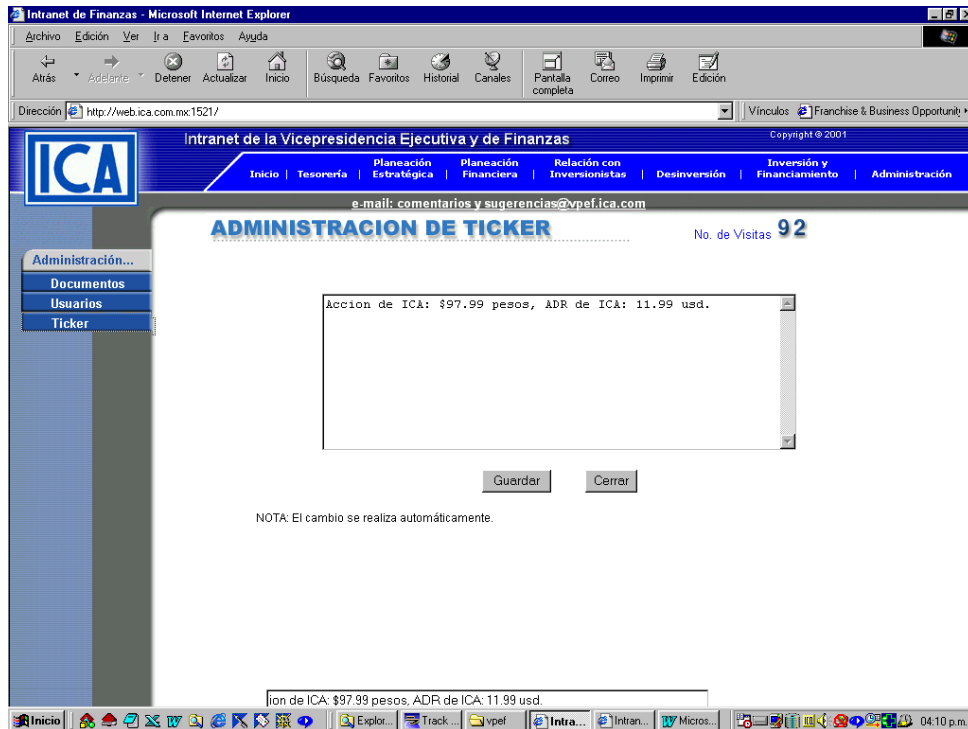 Intranet de Finanzas - Microsoft Internet Explorer
Archivo Edición Ver Ir a Favoritos Ayuda
Atrás Adelante Detener Actualizar Inicio Búsqueda Favoritos Historial Canales Pantalla completa Correo Imprimir Edición
Dirección http://web.ica.com.mx:1521/ Vínculos Franchise & Business Opportunit
ICA
Intranet de la Vicepresidencia Ejecutiva y de Finanzas
Copyright © 2001
Inicio | Tesorería | Planeación Estratégica | Planeación Financiera | Relación con Inversionistas | Desinversión | Inversión y Financiamiento | Administración
e-mail: comentarios y sugerencias@vpef.ica.com
ADMINISTRACION DE TICKER
No. de Visitas 92
Administración...
Documentos
Usuarios
Ticker
Accion de ICA: $97.99 pesos, ADR de ICA: 11.99 usd.
Guardar Cerrar
NOTA: El cambio se realiza automáticamente.
ion de ICA: $97.99 pesos, ADR de ICA: 11.99 usd.
Inicio Explor... Track ... vpef Intra... Intran... Micros... 04:10 p.m.